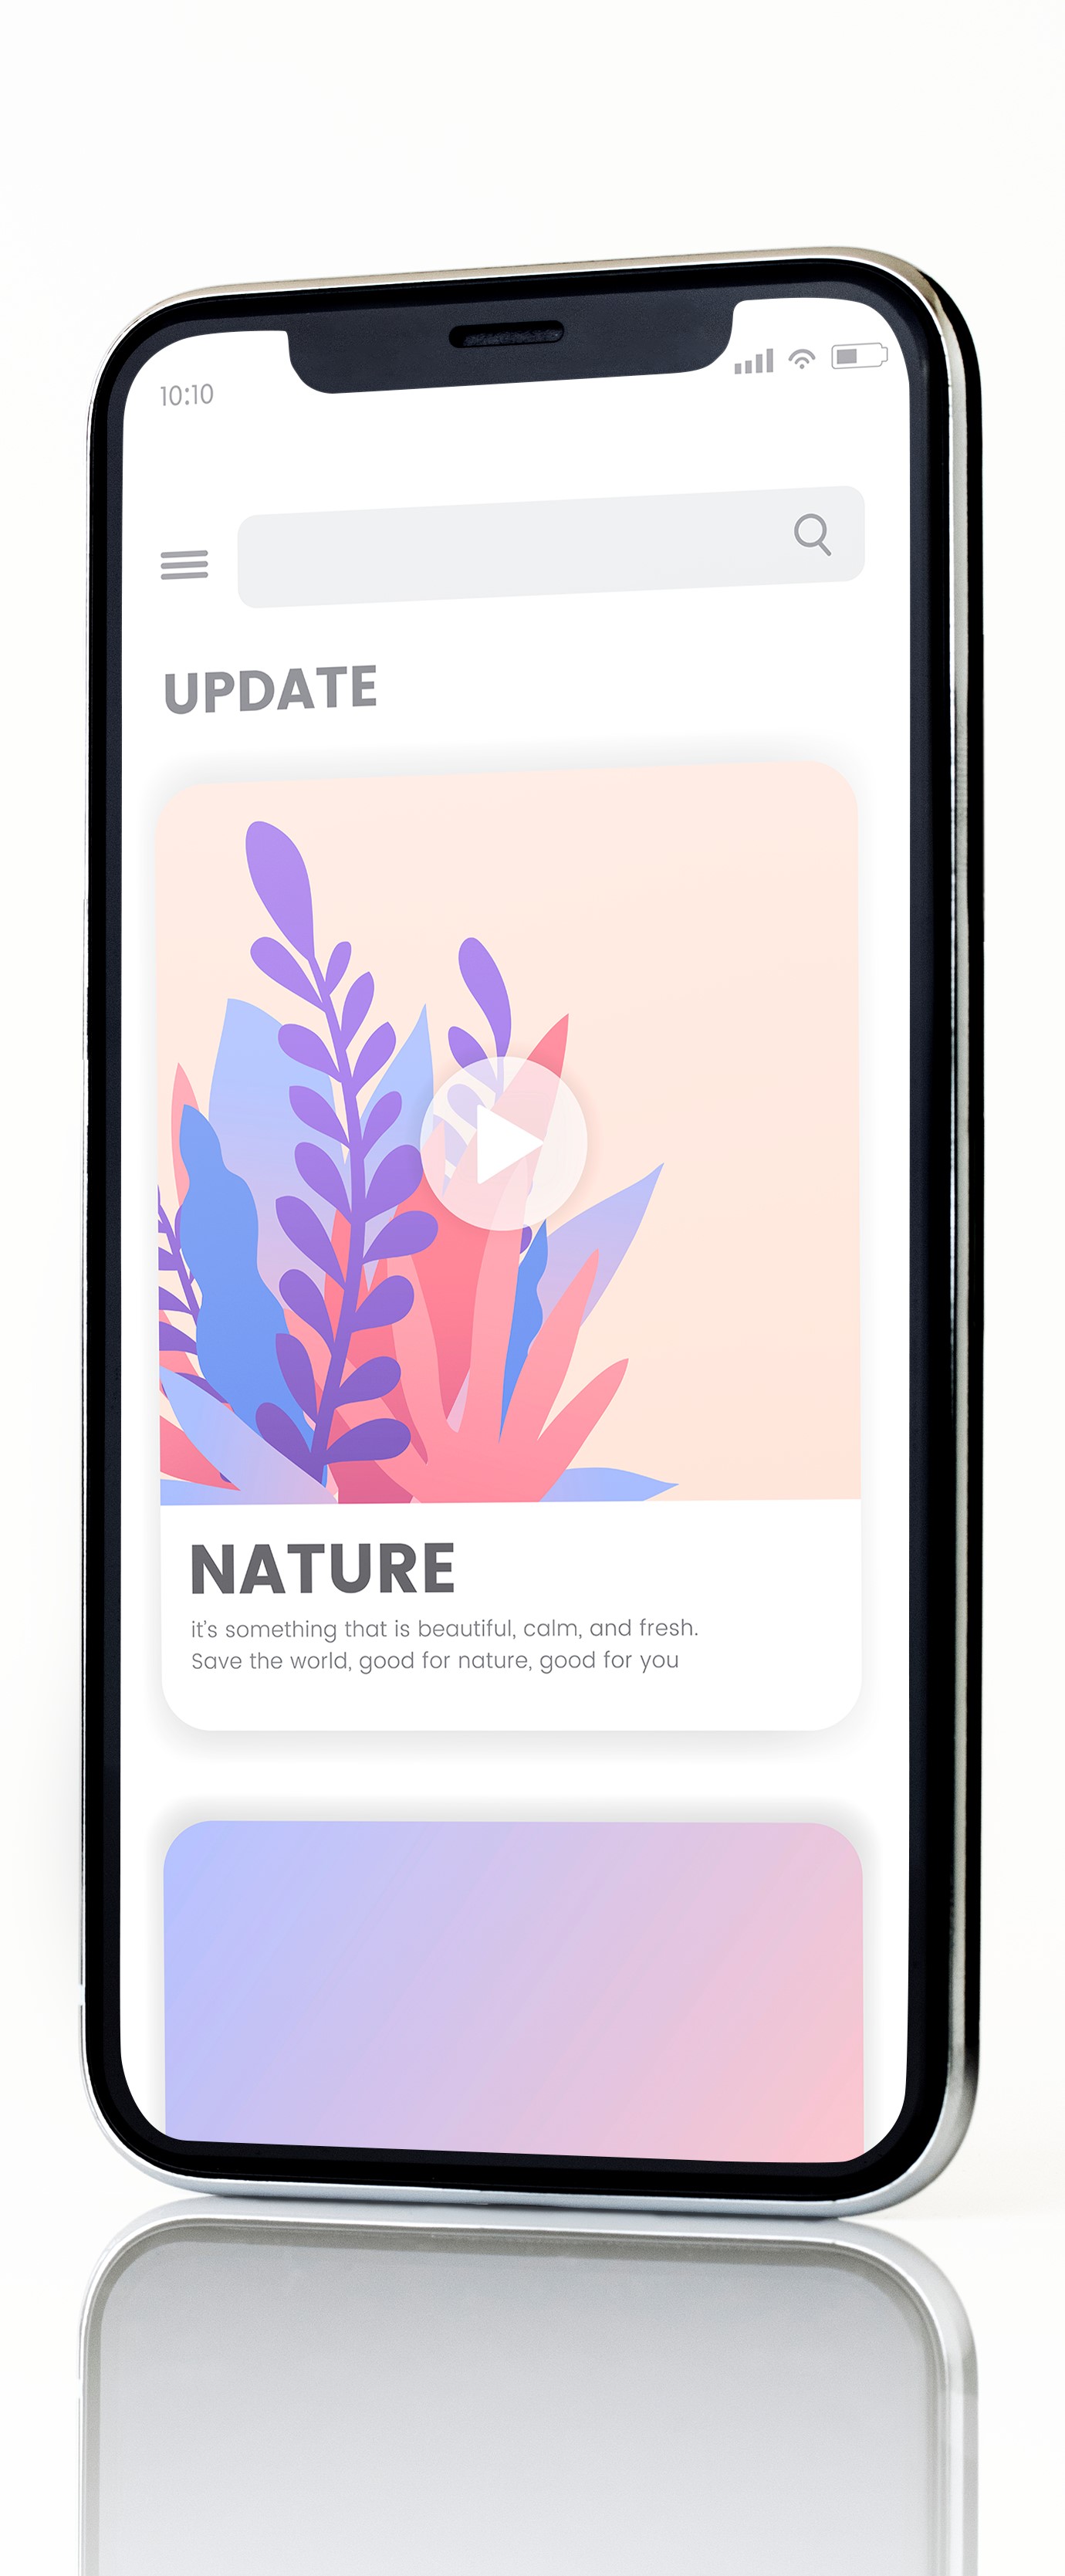 10:10
UPDATE
NATURE
it's something that is beautiful, calm, and fresh.
Save the world, good for nature, good for you